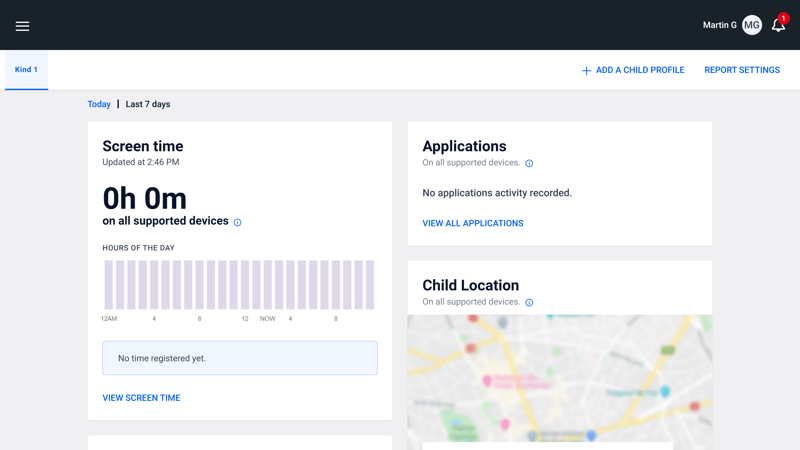 Martin G
MG
1
Kind 1
ADD A CHILD PROFILE
REPORT SETTINGS
Today | Last 7 days
Screen time
Updated at 2:46 PM
0h 0m
on all supported devices
HOURS OF THE DAY
12AM 4 8 12 NOW 4 8
No time registered yet.
VIEW SCREEN TIME
Applications
On all supported devices.
No applications activity recorded.
VIEW ALL APPLICATIONS
Child Location
On all supported devices.